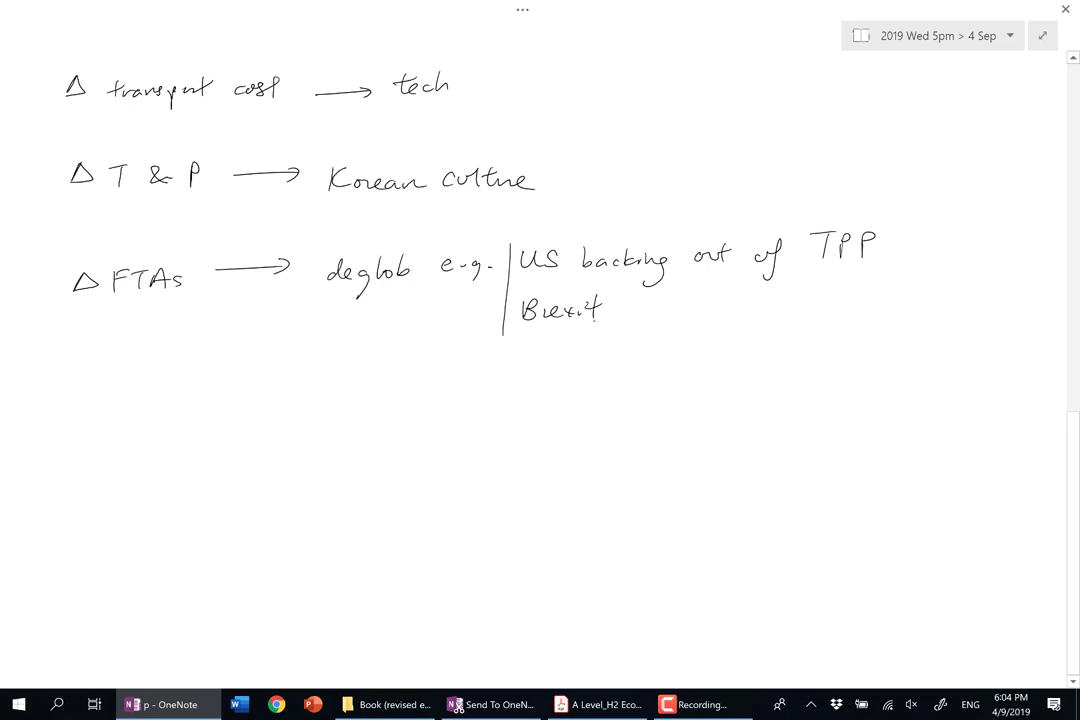 ...
2019 Wed 5pm > 4 Sep
Δ transport cost → tech
Δ T & P → Korean culture
Δ FTAs → deglob e.g. | US backing out of TPP
Brexit
p - OneNote
Book (revised e...
Send To OneN...
A Level_H2 Eco...
Recording...
ENG
6:04 PM
4/9/2019